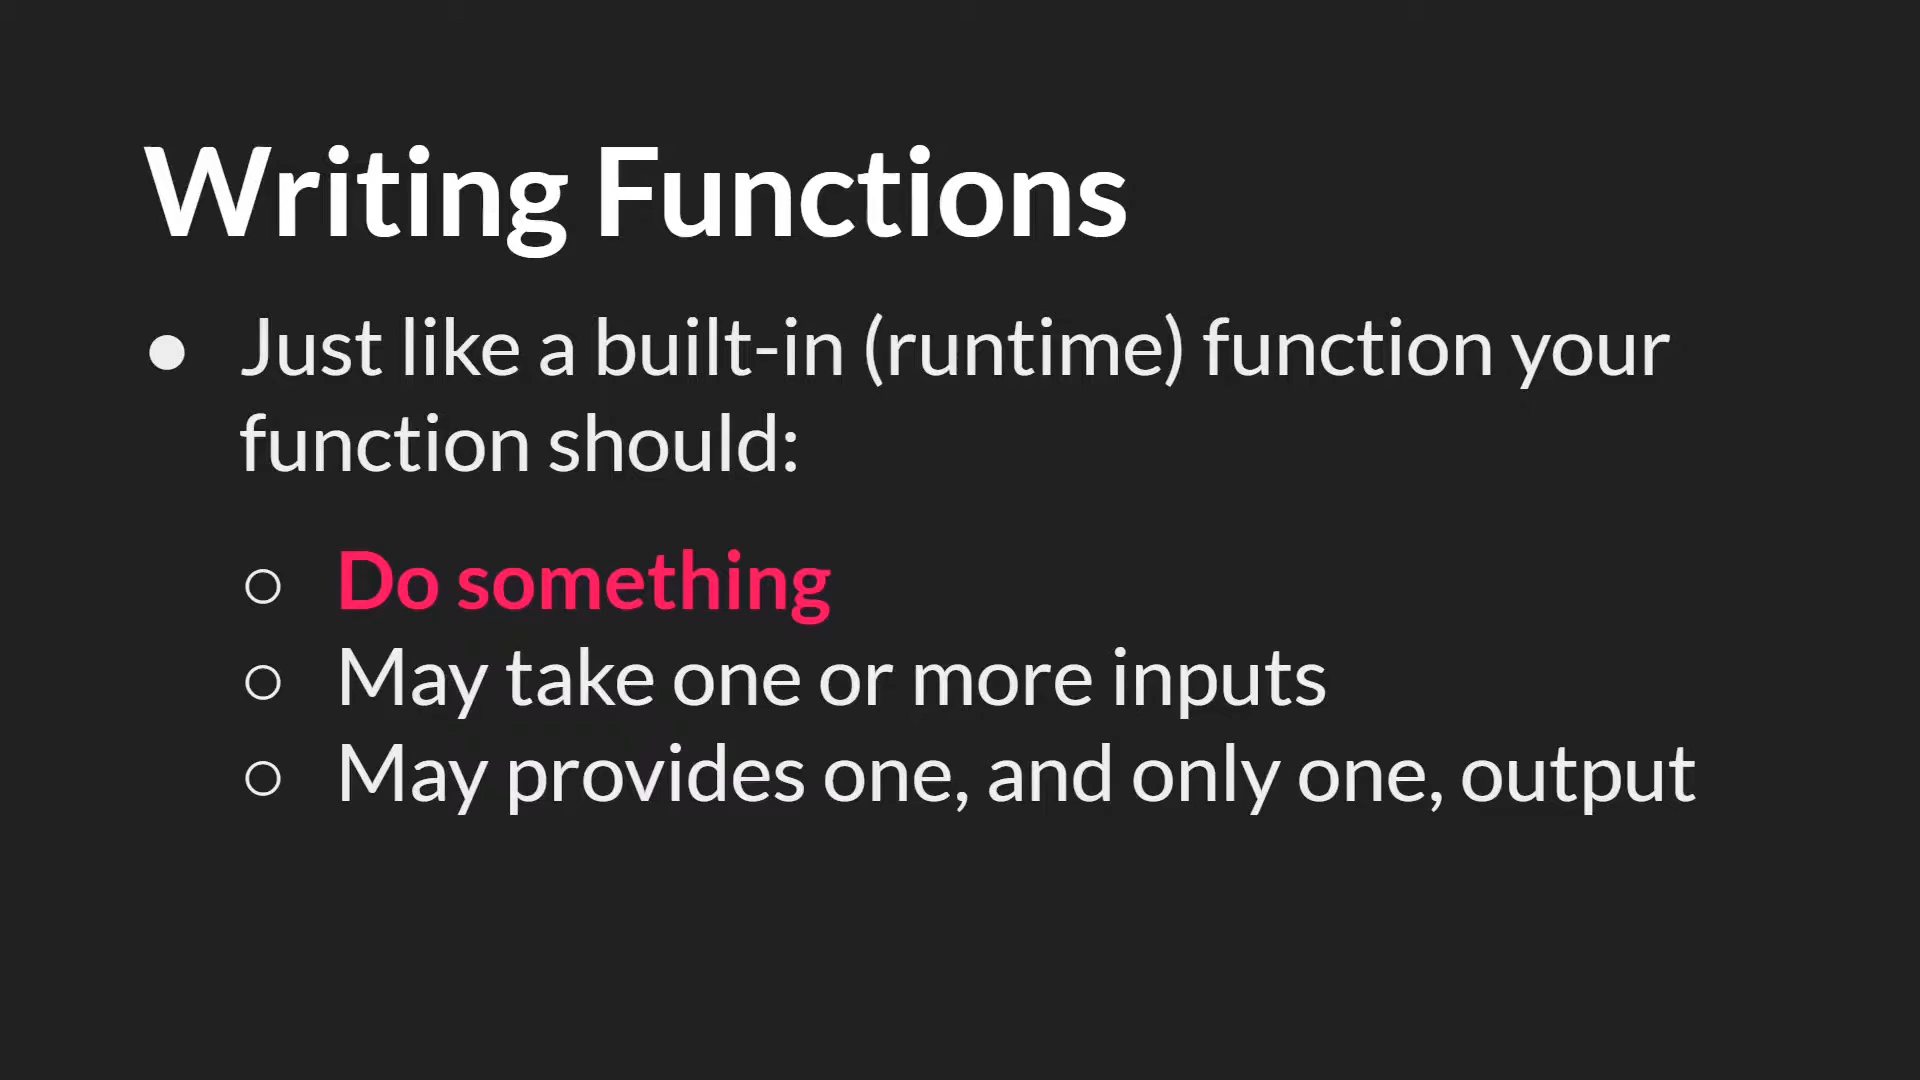 Writing Functions
● Just like a built-in (runtime) function your
function should:
○ Do something
○ May take one or more inputs
○ May provides one, and only one, output